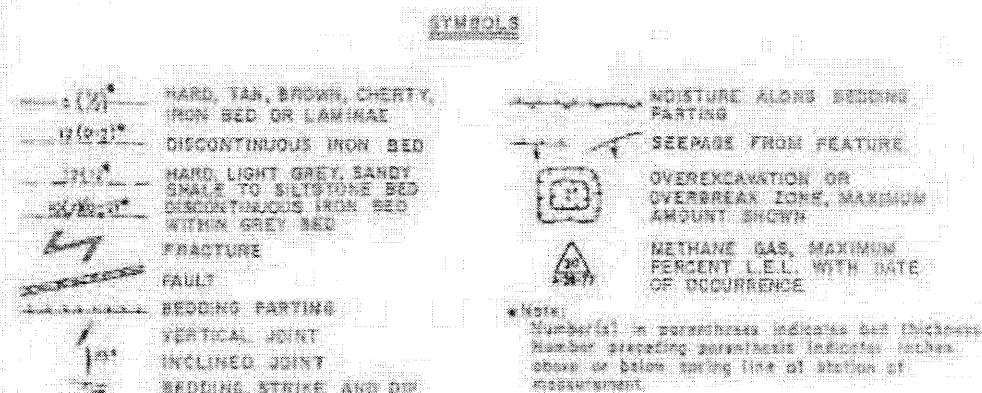 SYMBOLS
HARD, TAN, BROWN, CHERTY,
IRON BED OR LAMINAE
DISCONTINUOUS IRON BED
HARD, LIGHT GREY, SANDY
SHALE TO SILTSTONE BED
DISCONTINUOUS IRON BED
WITHIN GREY BED
FRACTURE
FAULT
BEDDING PARTING
VERTICAL JOINT
INCLINED JOINT
BEDDING, STRIKE AND DIP
MOISTURE ALONG BEDDING
PARTING
SEEPAGE FROM FEATURE
OVEREXCAVATION OR
OVERBREAK ZONE, MAXIMUM
AMOUNT SHOWN
METHANE GAS, MAXIMUM
PERCENT L.E.L. WITH DATE
OF OCCURRENCE
*Note:
Number(s) in parentheses indicates bed thickness
Number preceding parenthesis indicates inches
above or below spring line at station of
measurement.